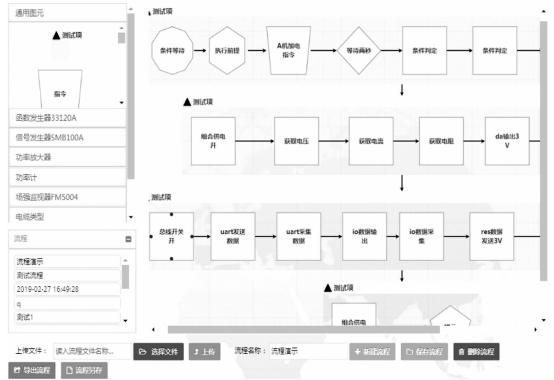 通用图元
测试项
指令
函数发生器33120A
信号发生器SMB100A
功率放大器
功率计
场强监视器FM5004
电缆类型
流程
流程演示
测试流程
2019-02-27 16:49:28
q
测试1
测试项
条件等待
执行前提
A机加电
指令
等待两秒
条件判定
条件判定
测试项
组合供电
开
获取电压
获取电流
获取电阻
da输出3
V
测试项
总线开关
开
uart发送
数据
uart采集
数据
io数据输
出
io数据采
集
res数据
发送3V
测试项
组合供电
上传文件：
读入流程文件名称...
选择文件
上传
流程名称：
流程演示
新建流程
保存流程
删除流程
导出流程
流程另存